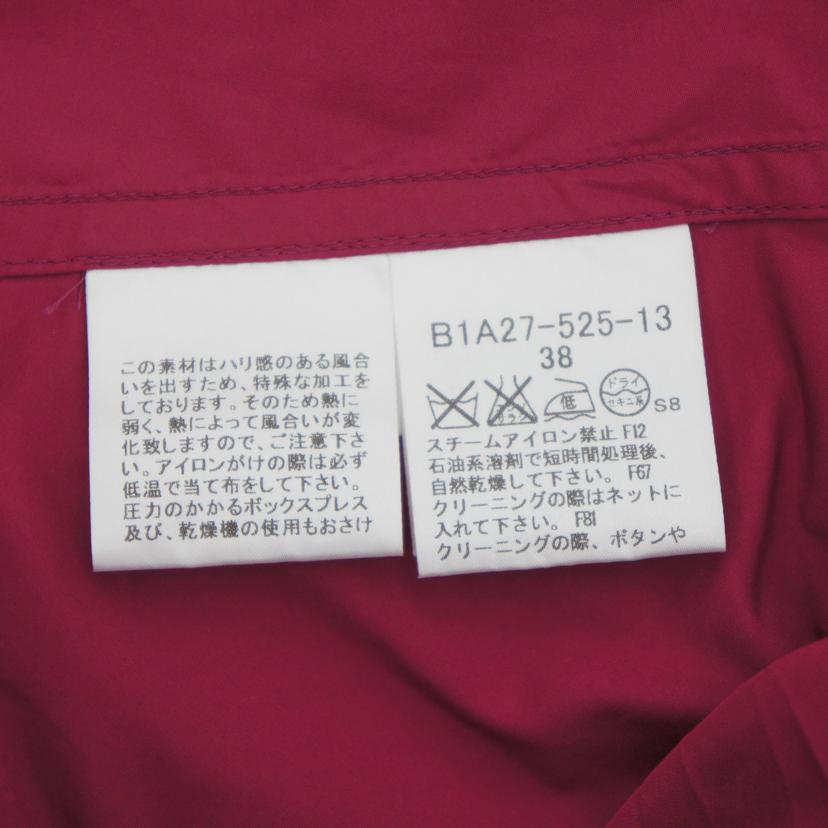 この素材はハリ感のある風合
いを出すため、特殊な加工を
しております。そのため熱に
弱く、熱によって風合いが変
化致しますので、ご注意下さ
い。アイロンがけの際は必ず
低温で当て布をして下さい。
圧力のかかるボックスプレス
及び、乾燥機の使用もおさけ
B1A27-525-13
38
エンソ
サラシ
低
ドライ
セキユ系
S8
スチームアイロン禁止 F12
石油系溶剤で短時間処理後、
自然乾燥して下さい。 F67
クリーニングの際はネットに
入れて下さい。 F81
クリーニングの際、ボタンや